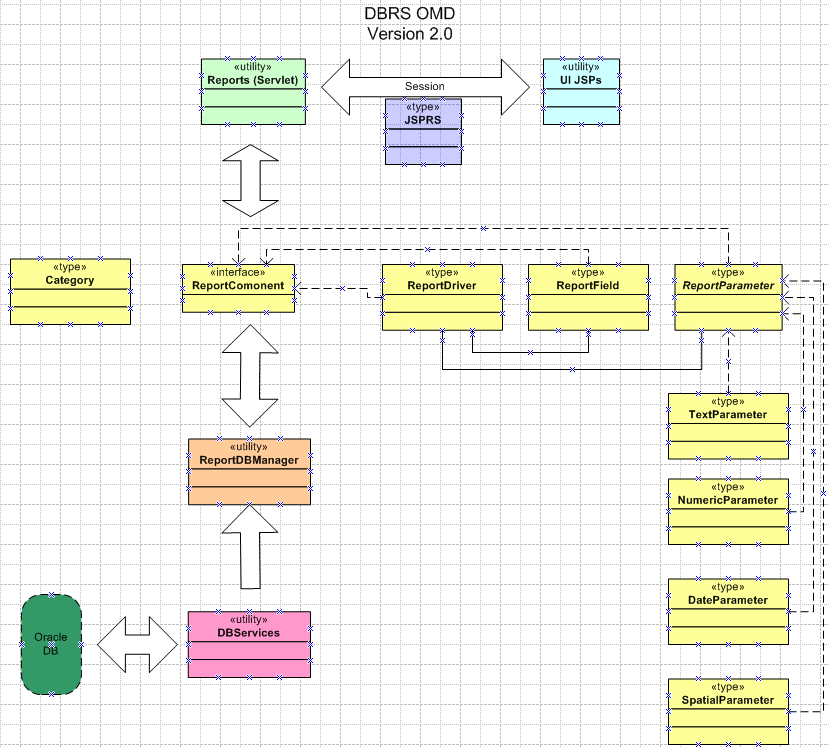 DBRS OMD
Version 2.0
«utility»
Reports (Servlet)
Session
«utility»
UI JSPs
«type»
JSPRS
«type»
Category
«interface»
ReportComonent
«type»
ReportDriver
«type»
ReportField
«type»
ReportParameter
«type»
TextParameter
«utility»
ReportDBManager
«type»
NumericParameter
«type»
DateParameter
Oracle
DB
«utility»
DBServices
«type»
SpatialParameter